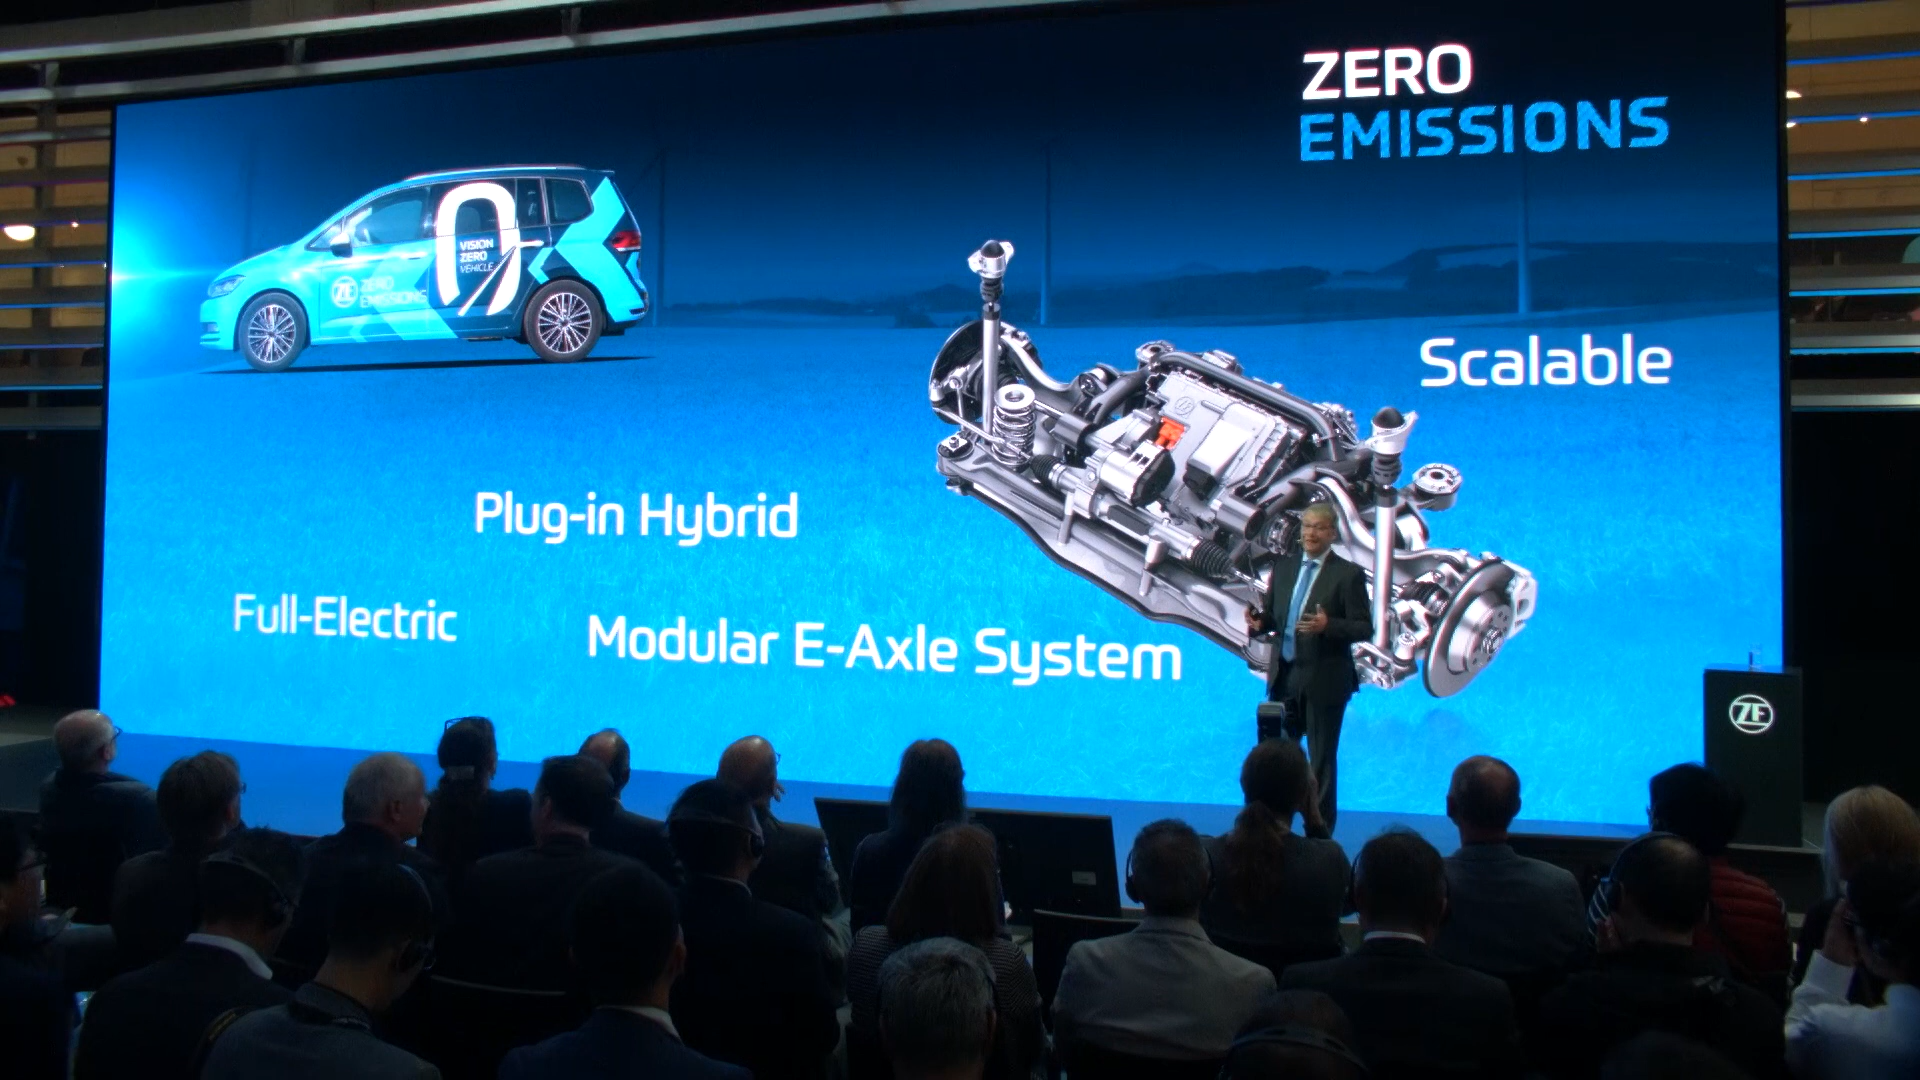 ZERO
EMISSIONS
VISION
ZERO
VEHICLE
ZF
ZERO
EMISSIONS
Scalable
Plug-in Hybrid
Full-Electric
Modular E-Axle System
ZF